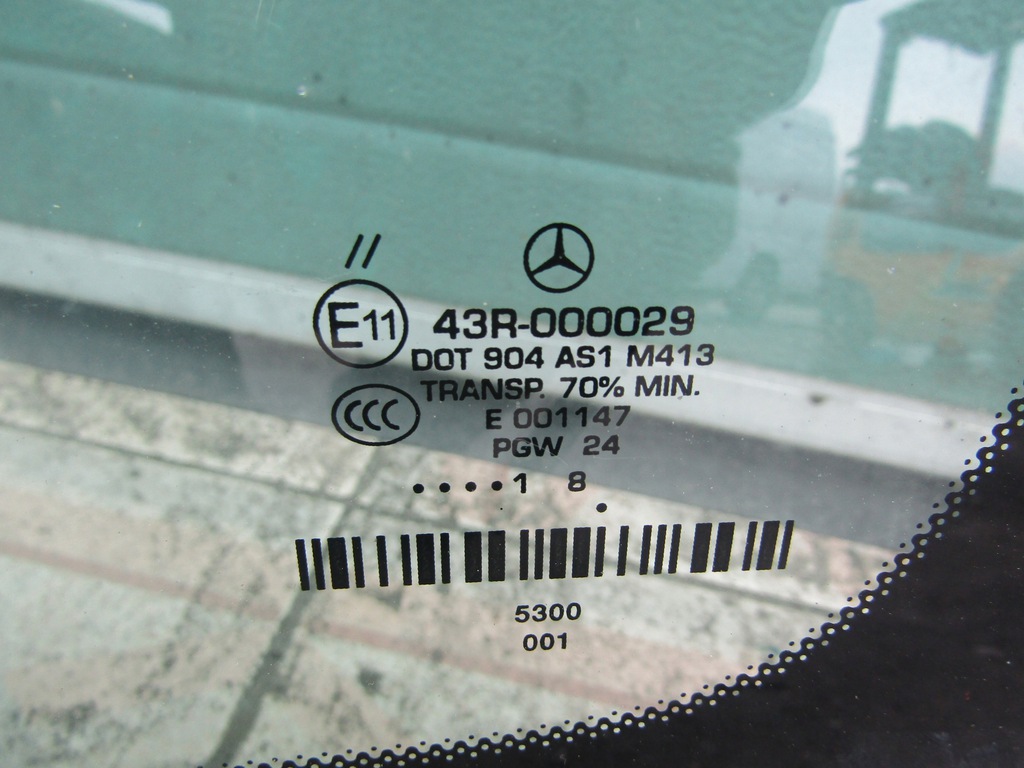 //
E11 43R-000029
DOT 904 AS1 M413
TRANSP. 70% MIN.
CCC E 001147
PGW 24
....1 8
.
5300
001